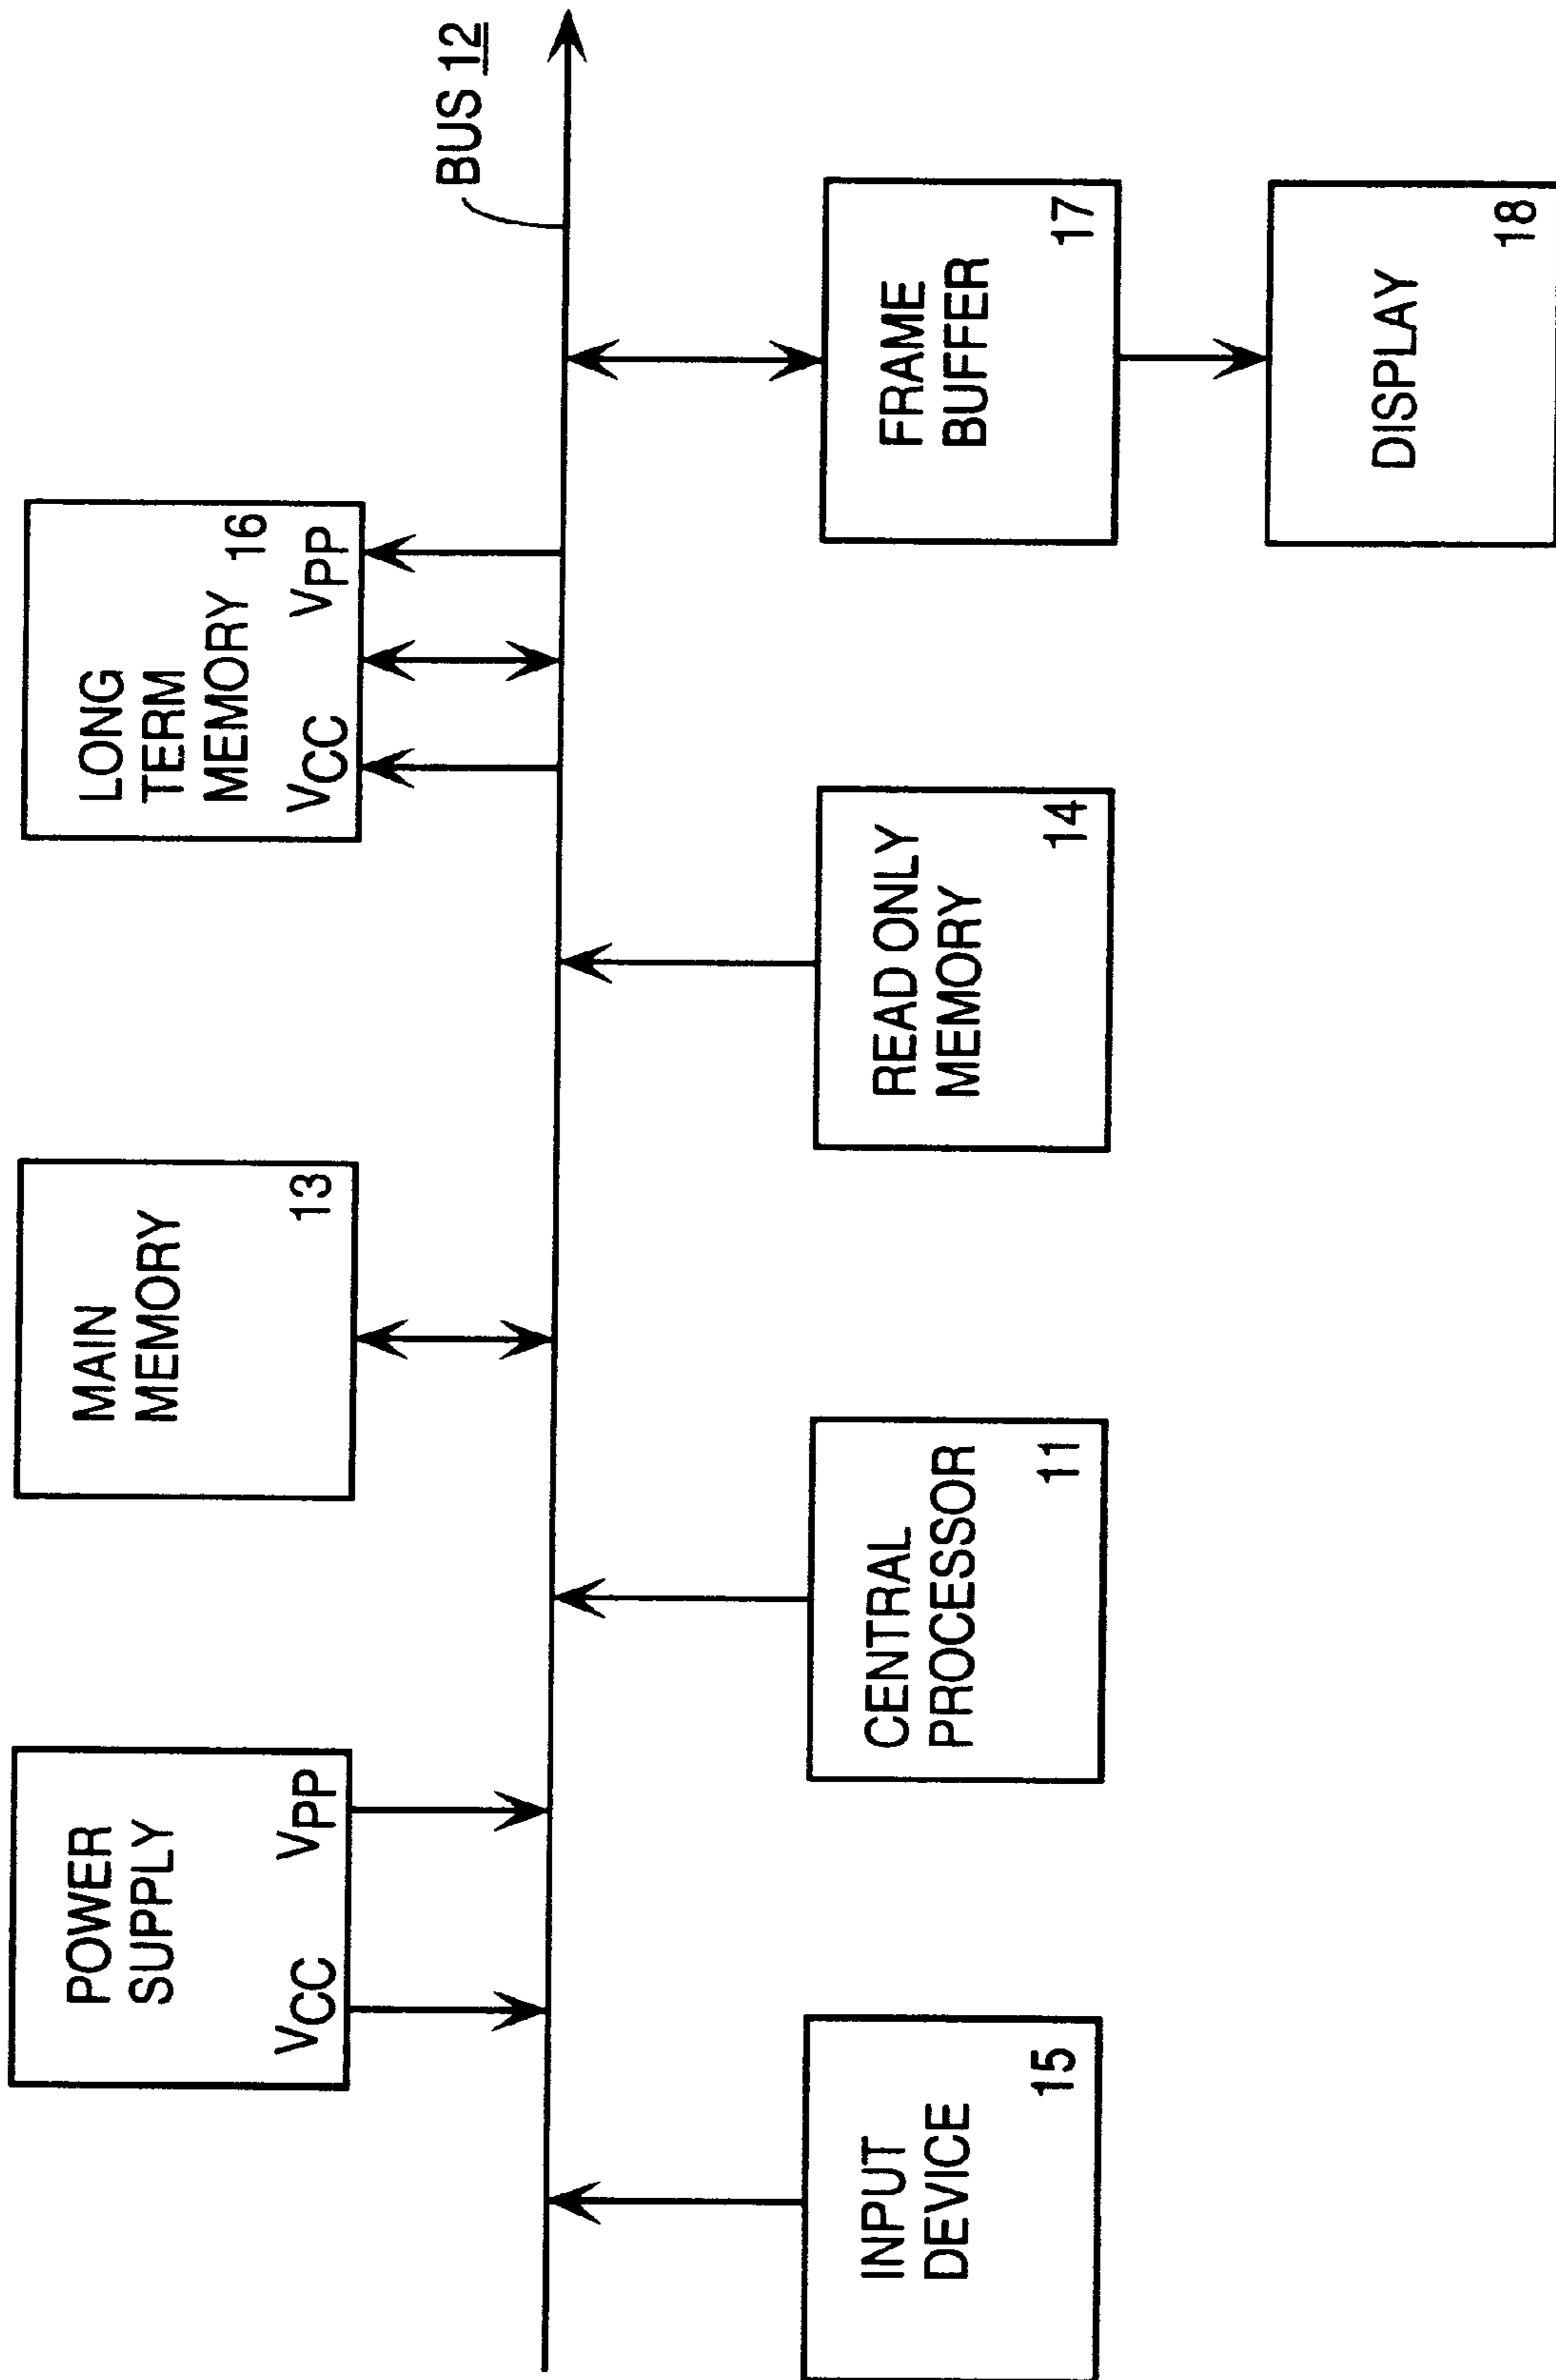 BUS 12
POWER
SUPPLY
VCC VPP
MAIN
MEMORY
13
LONG
TERM
MEMORY 16
VCC VPP
INPUT
DEVICE
15
CENTRAL
PROCESSOR
11
READ ONLY
MEMORY
14
FRAME
BUFFER
17
DISPLAY
18